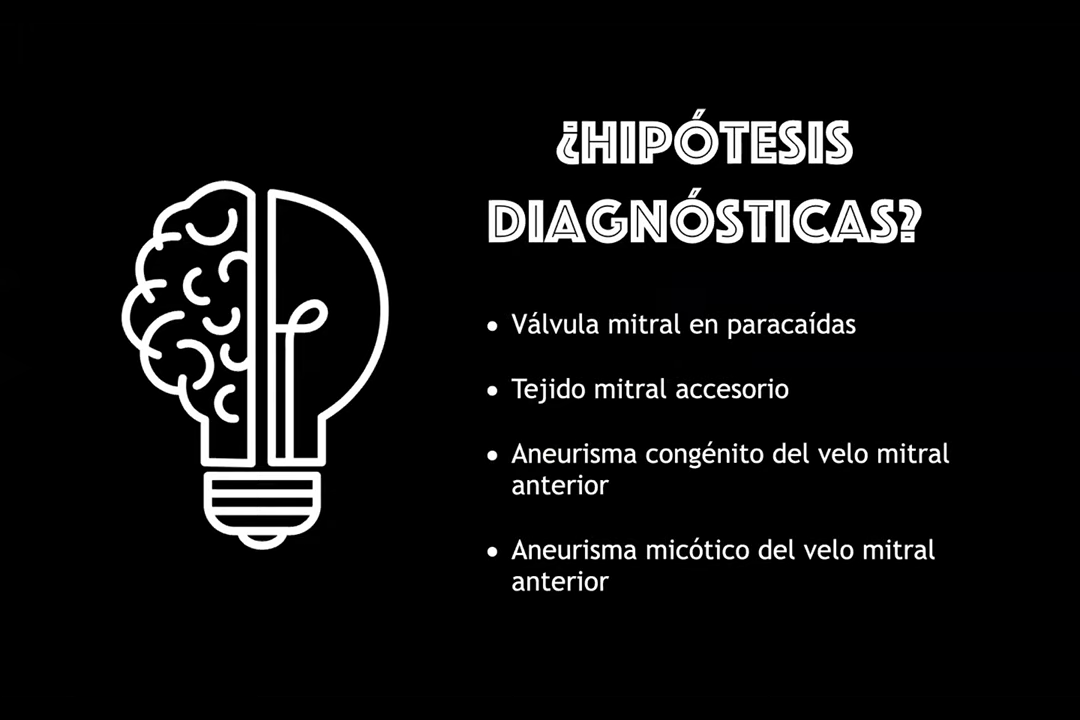 ¿HIPÓTESIS
DIAGNÓSTICAS?
• Válvula mitral en paracaídas
• Tejido mitral accesorio
• Aneurisma congénito del velo mitral
anterior
• Aneurisma micótico del velo mitral
anterior